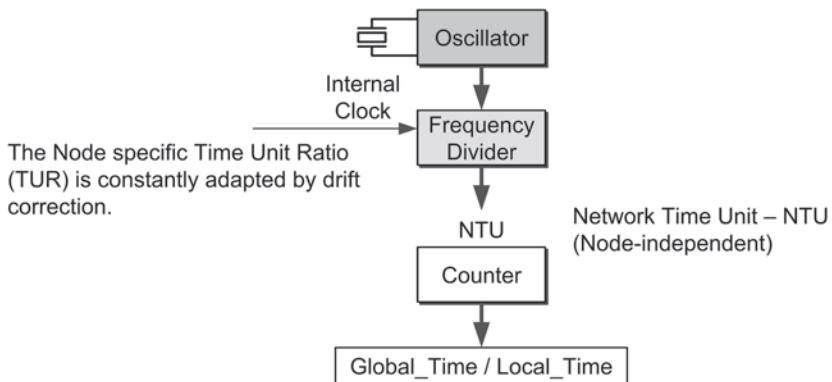 Oscillator
Internal
Clock
Frequency
Divider
The Node specific Time Unit Ratio
(TUR) is constantly adapted by drift
correction.
NTU
Network Time Unit – NTU
(Node-independent)
Counter
Global_Time / Local_Time